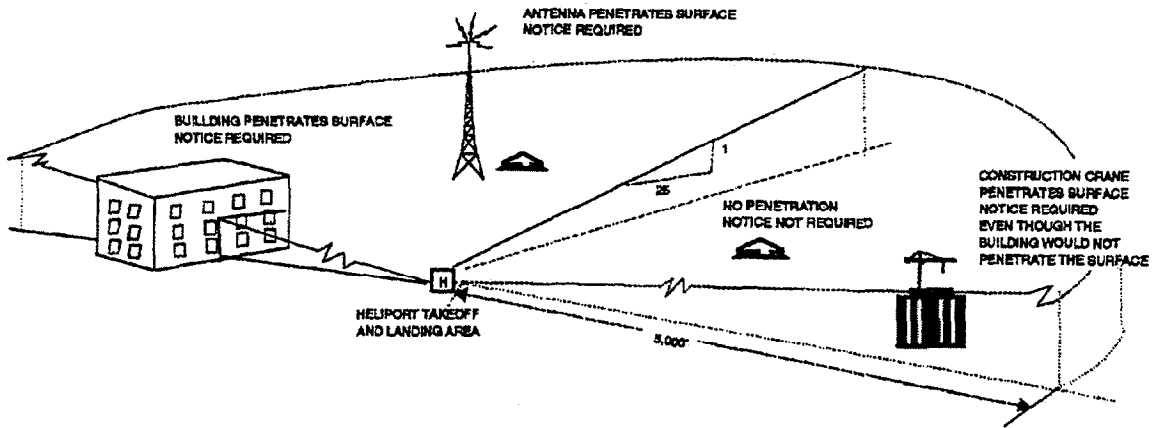 ANTENNA PENETRATES SURFACE
NOTICE REQUIRED
BUILLDING PENETRATES SURFACE
NOTICE REQUIRED
1
25
NO PENETRATION
NOTICE NOT REQUIRED
CONSTRUCTION CRANE
PENETRATES SURFACE
NOTICE REQUIRED
EVEN THOUGH THE
BUILDING WOULD NOT
PENETRATE THE SURFACE
H
HELIPORT TAKEOFF
AND LANDING AREA
5,000'